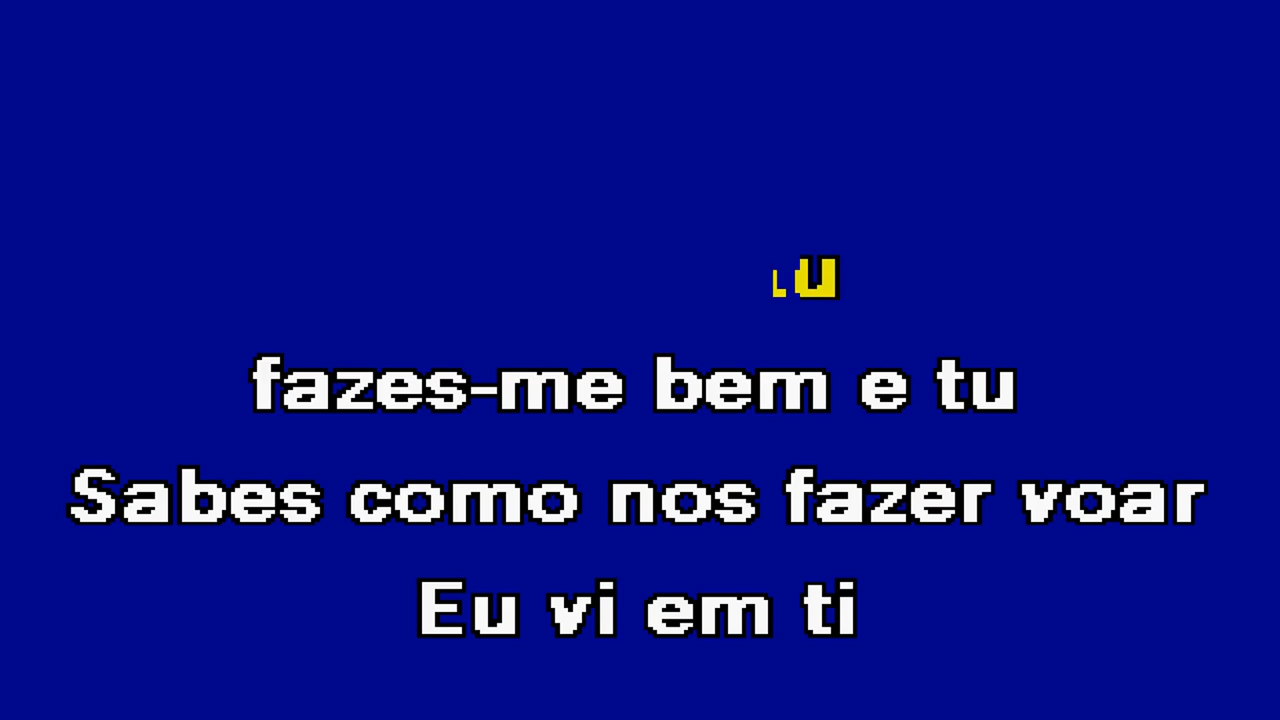 u
fazes-me bem e tu
Sabes como nos fazer voar
Eu vi em ti